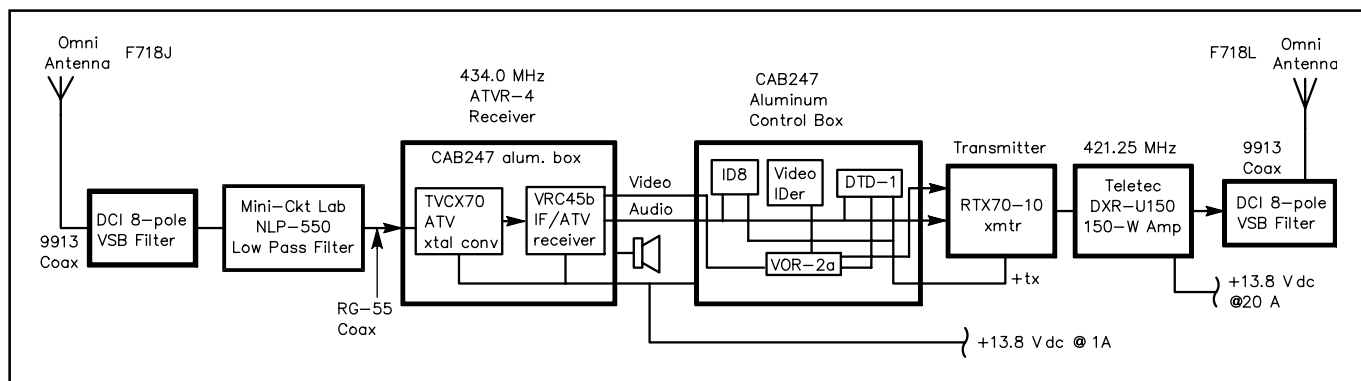 Omni
Antenna
F718J
434.0 MHz
ATVR-4
Receiver
CAB247
Aluminum
Control Box
F718L
Omni
Antenna
CAB247 alum. box
Transmitter
421.25 MHz
9913
Coax
9913
Coax
DCI 8-pole
VSB Filter
Mini-Ckt Lab
NLP-550
Low Pass Filter
TVCX70
ATV
xtal conv
VRC45b
IF/ATV
receiver
Video
Audio
ID8
Video
IDer
DTD-1
VOR-2a
RTX70-10
xmtr
Teletec
DXR-U150
150-W Amp
DCI 8-pole
VSB Filter
+tx
RG-55
Coax
+13.8 Vdc
@20 A
+13.8 Vdc @ 1A